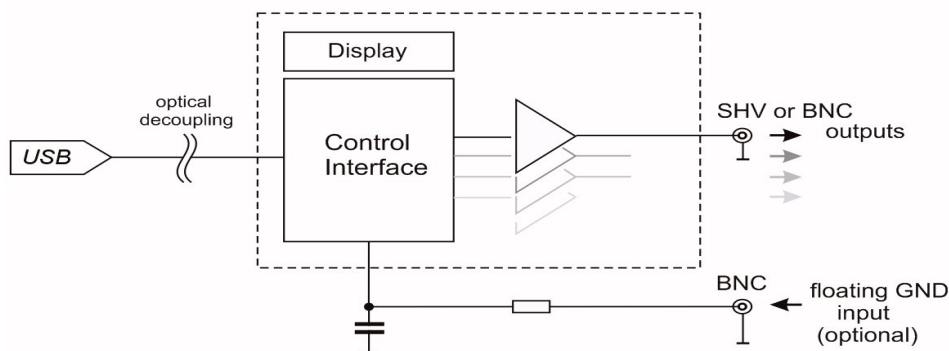 Display
optical
decoupling
USB
Control
Interface
SHV or BNC
outputs
BNC
floating GND
input
(optional)